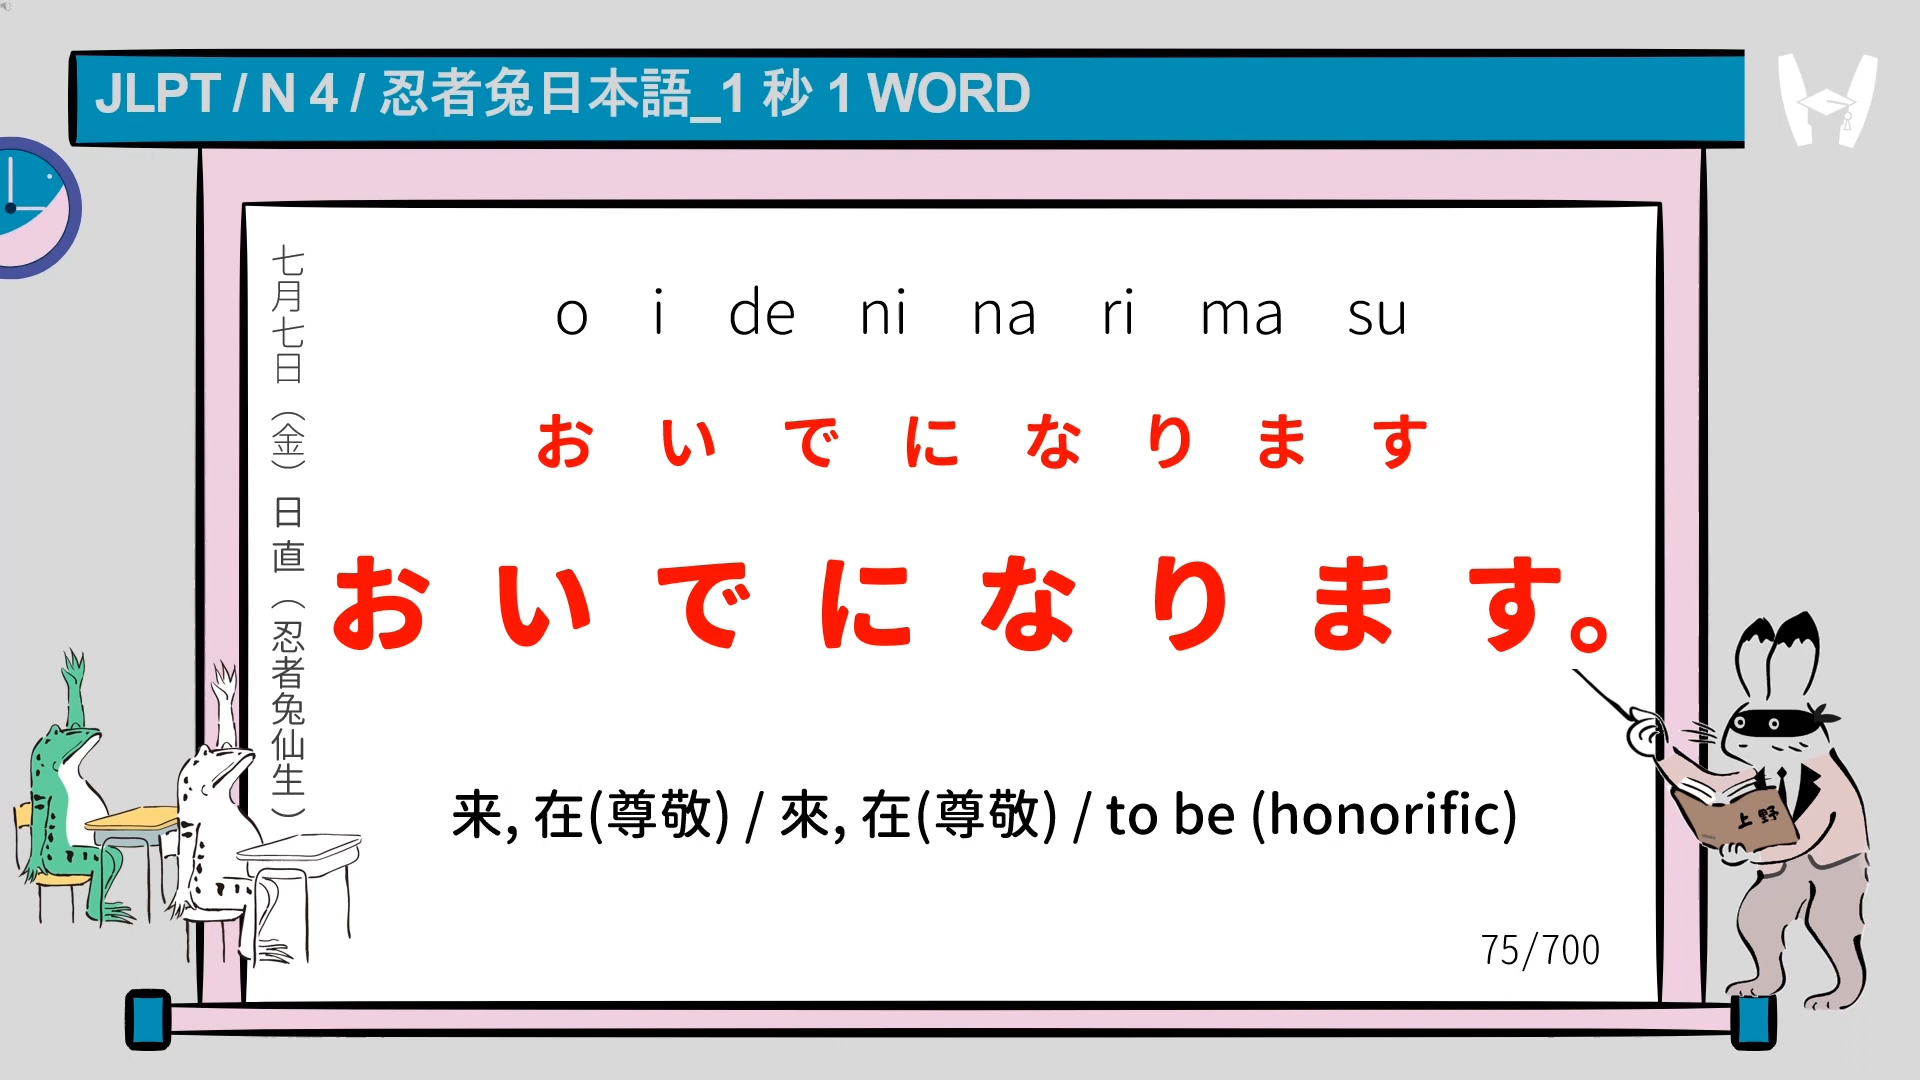 JLPT / N 4 / 忍者兔日本語_1 秒 1 WORD
七月七日（金）日直（忍者兔仙生）
o i de ni na ri ma su
お い で に な り ま す
お い で に な り ま す。
来, 在(尊敬) / 來, 在(尊敬) / to be (honorific)
上野
75/700